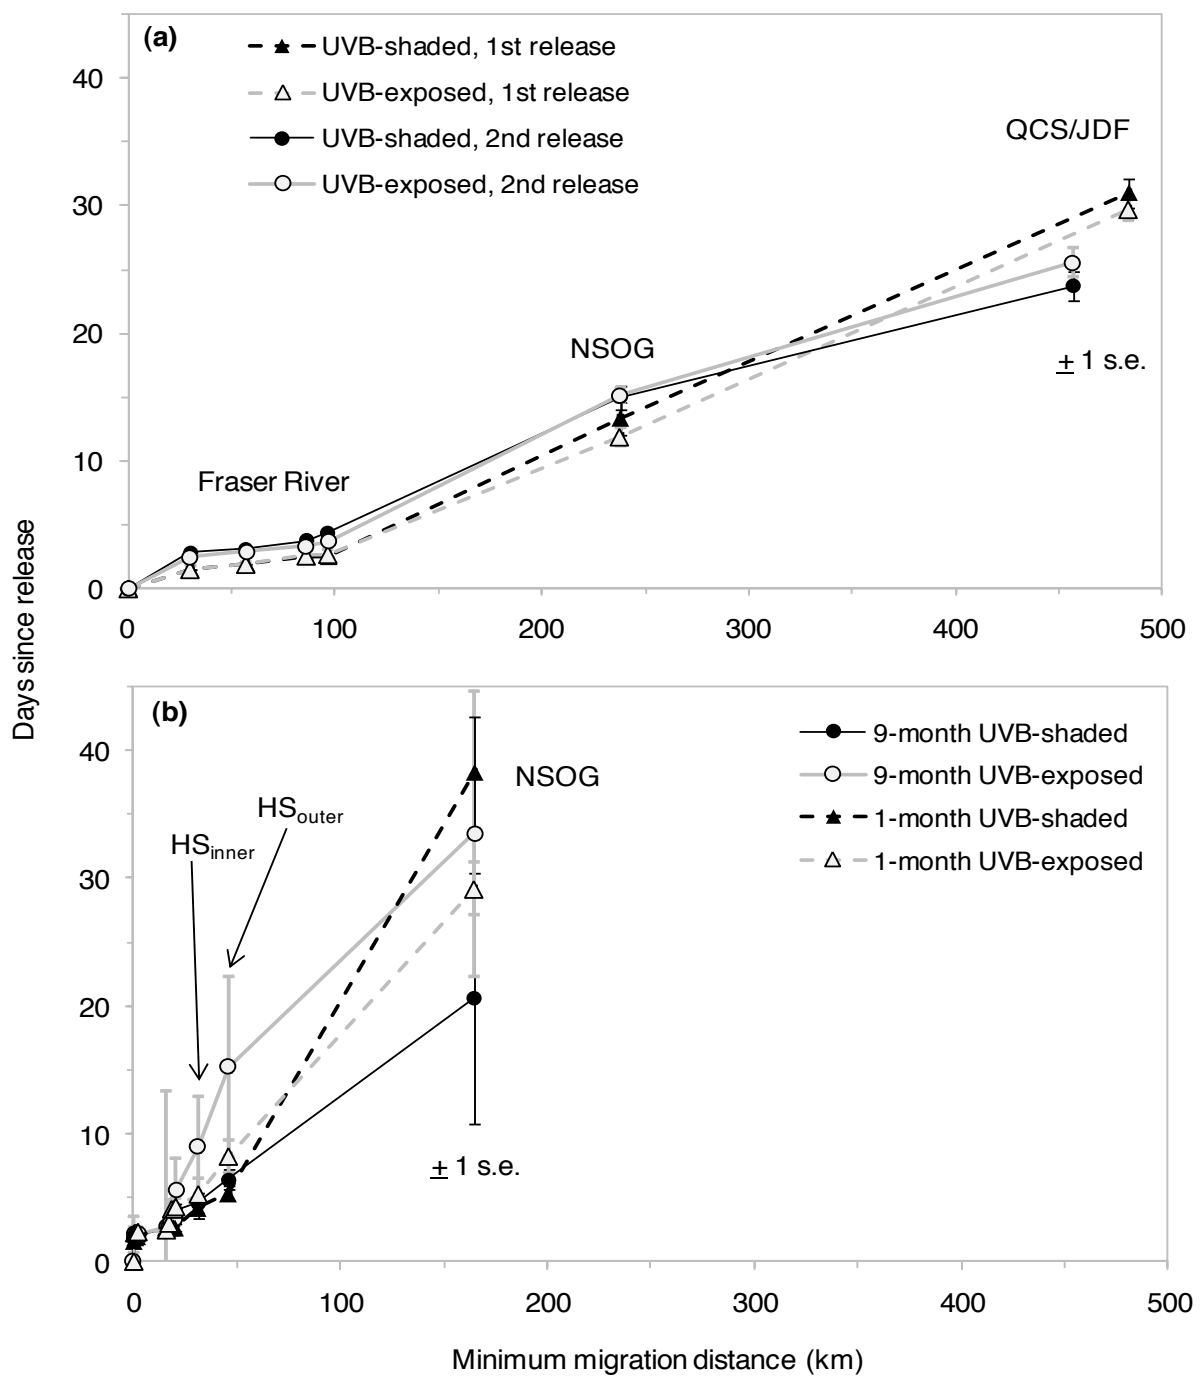 (a)
UVB-shaded, 1st release
UVB-exposed, 1st release
UVB-shaded, 2nd release
UVB-exposed, 2nd release
QCS/JDF
NSOG
Fraser River
± 1 s.e.
40
30
20
10
0
0 100 200 300 400 500
Days since release
(b)
9-month UVB-shaded
9-month UVB-exposed
1-month UVB-shaded
1-month UVB-exposed
NSOG
HSouter
HSinner
± 1 s.e.
40
30
20
10
0
0 100 200 300 400 500
Minimum migration distance (km)